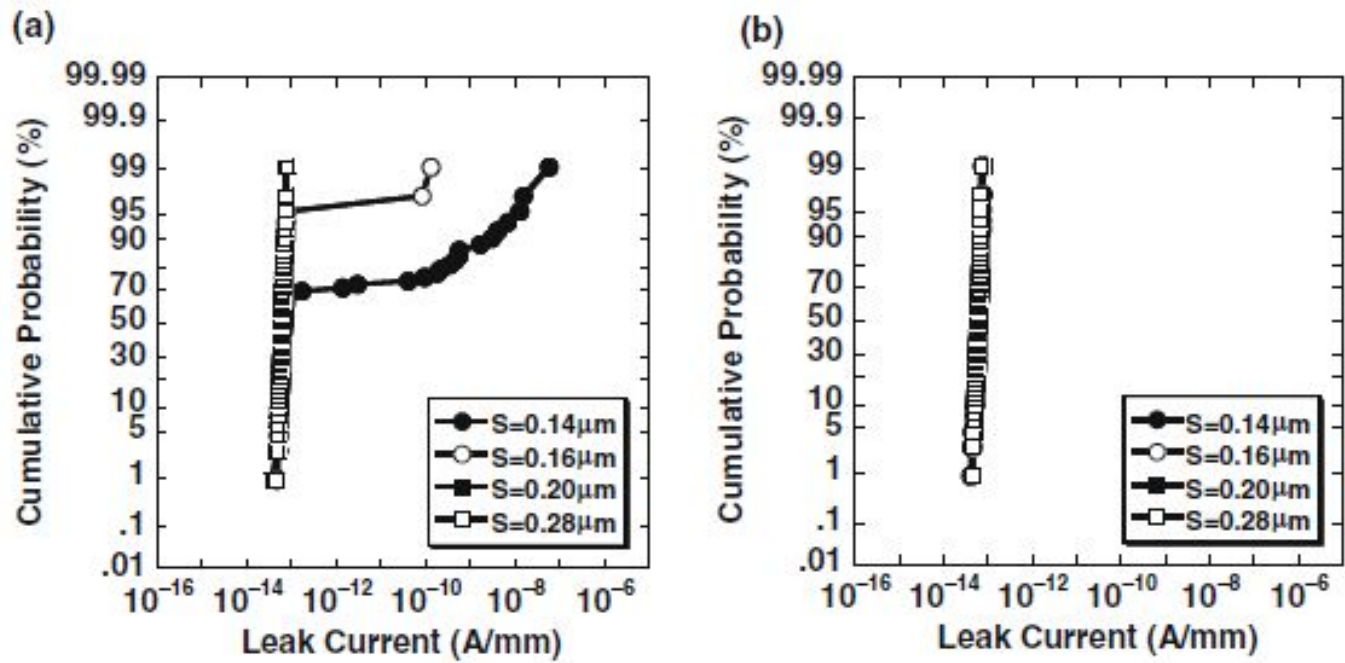 (a)
Cumulative Probability (%)
99.99
99.9
99
95
90
70
50
30
10
5
1
.1
.01
10⁻¹⁶ 10⁻¹⁴ 10⁻¹² 10⁻¹⁰ 10⁻⁸ 10⁻⁶
Leak Current (A/mm)
S=0.14μm
S=0.16μm
S=0.20μm
S=0.28μm
(b)
Cumulative Probability (%)
99.99
99.9
99
95
90
70
50
30
10
5
1
.1
.01
10⁻¹⁶ 10⁻¹⁴ 10⁻¹² 10⁻¹⁰ 10⁻⁸ 10⁻⁶
Leak Current (A/mm)
S=0.14μm
S=0.16μm
S=0.20μm
S=0.28μm